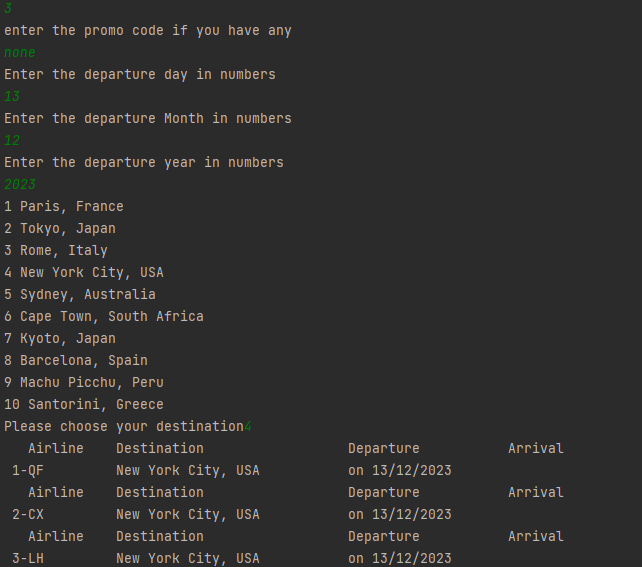 3
enter the promo code if you have any
none
Enter the departure day in numbers
13
Enter the departure Month in numbers
12
Enter the departure year in numbers
2023
1 Paris, France
2 Tokyo, Japan
3 Rome, Italy
4 New York City, USA
5 Sydney, Australia
6 Cape Town, South Africa
7 Kyoto, Japan
8 Barcelona, Spain
9 Machu Picchu, Peru
10 Santorini, Greece
Please choose your destination4
Airline Destination Departure Arrival
1-QF New York City, USA on 13/12/2023
Airline Destination Departure Arrival
2-CX New York City, USA on 13/12/2023
Airline Destination Departure Arrival
3-LH New York City, USA on 13/12/2023